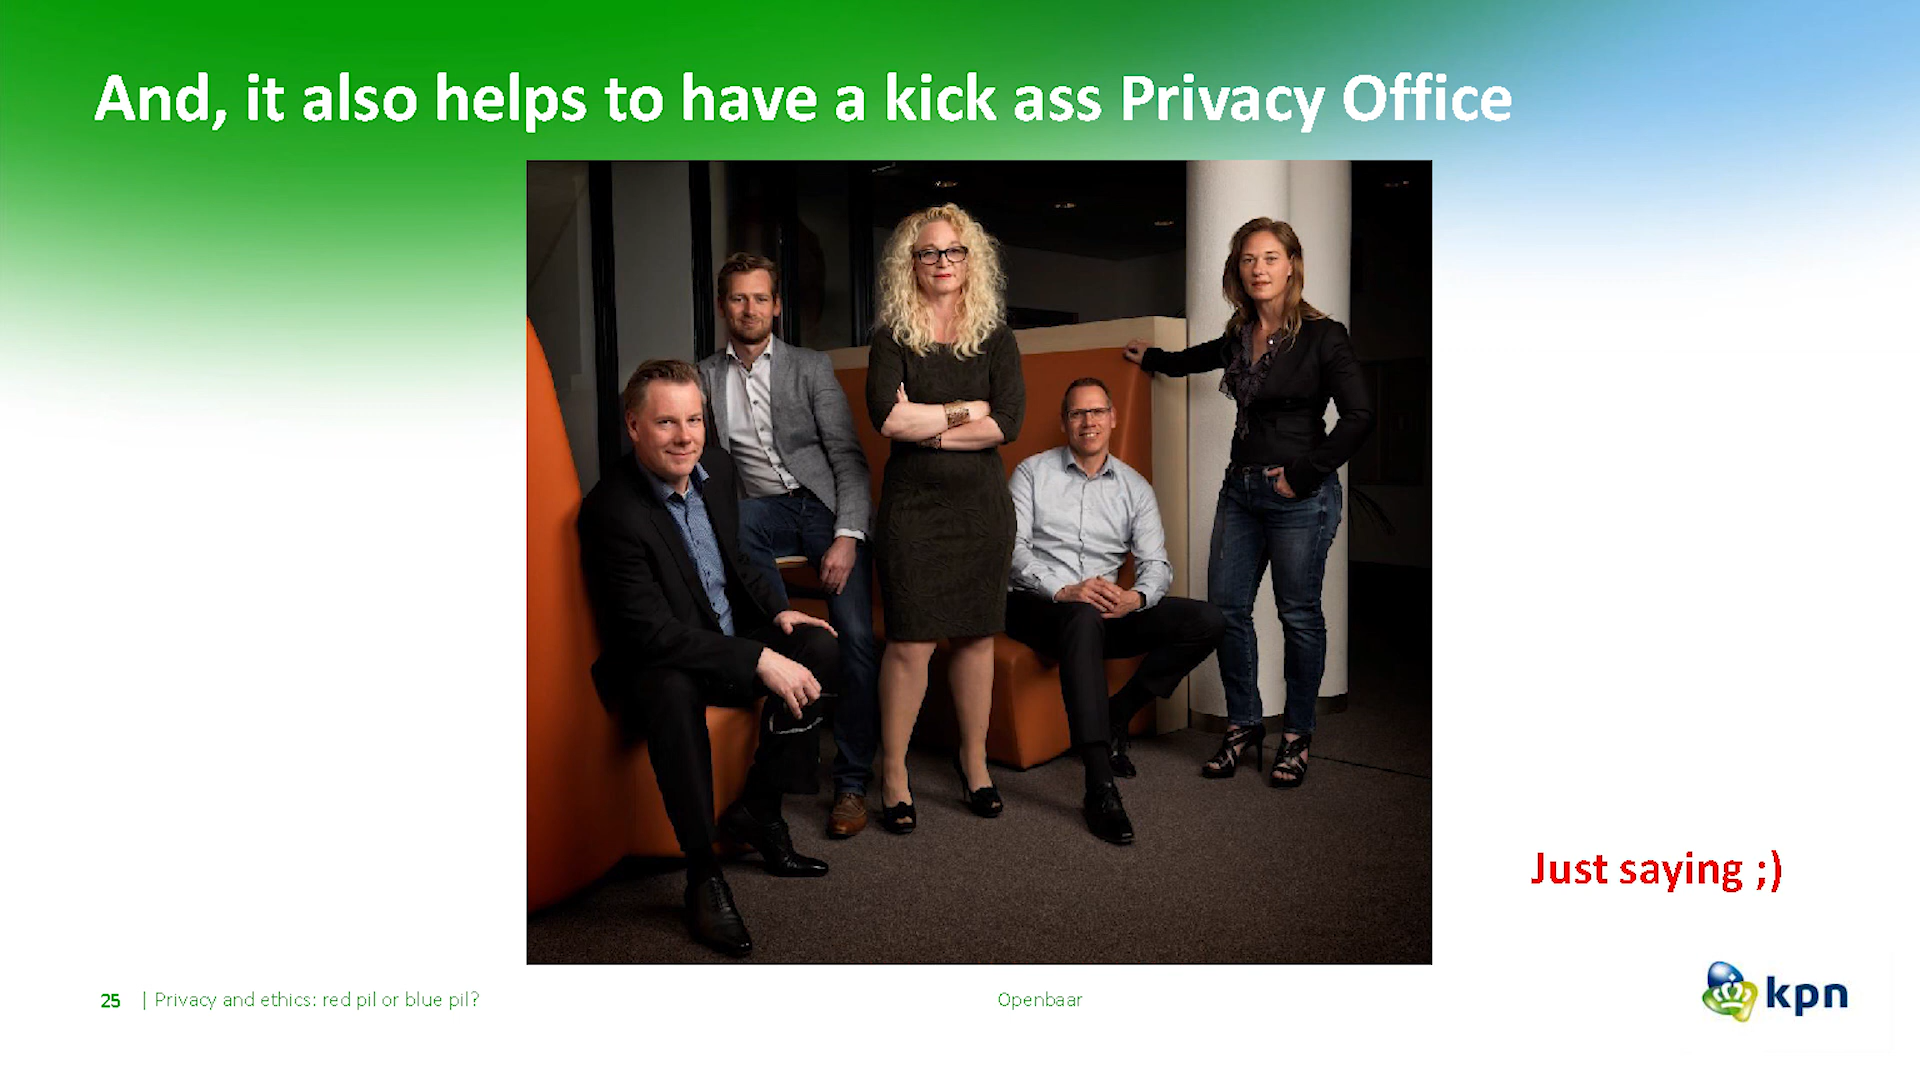 And, it also helps to have a kick ass Privacy Office
Just saying ;)
25 | Privacy and ethics: red pil or blue pil?
Openbaar
kpn